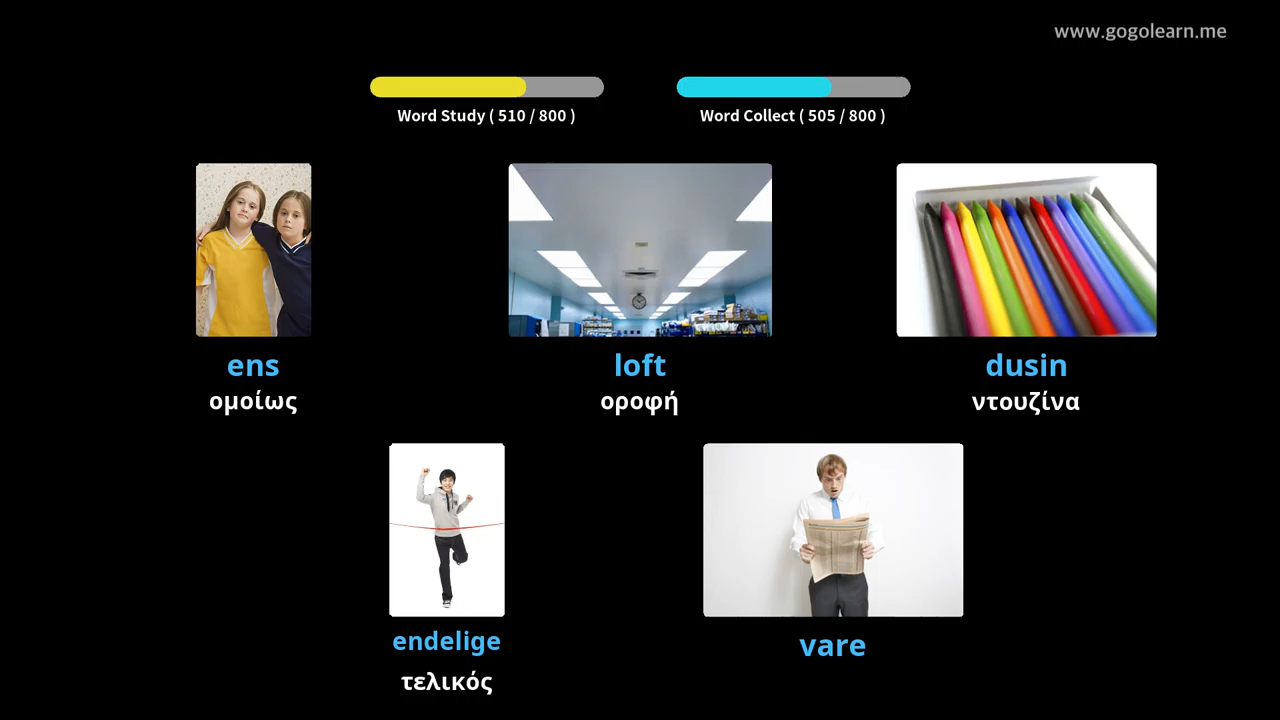 www.gogolearn.me
Word Study ( 510 / 800 )
Word Collect ( 505 / 800 )
ens
ομοίως
loft
οροφή
dusin
ντουζίνα
endelige
τελικός
vare